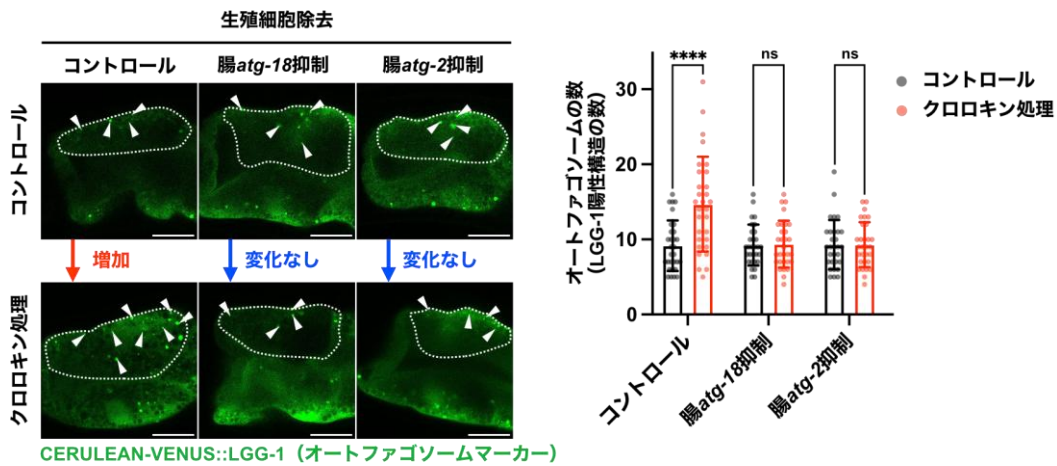 生殖細胞除去
コントロール 腸atg-18抑制 腸atg-2抑制
コントロール
増加 変化なし 変化なし
クロロキン処理
CERULEAN-VENUS::LGG-1（オートファゴソームマーカー）
オートファゴソームの数
（LGG-1陽性構造の数）
30
20
10
0
**** ns ns
コントロール
クロロキン処理
コントロール
腸atg-18抑制
腸atg-2抑制